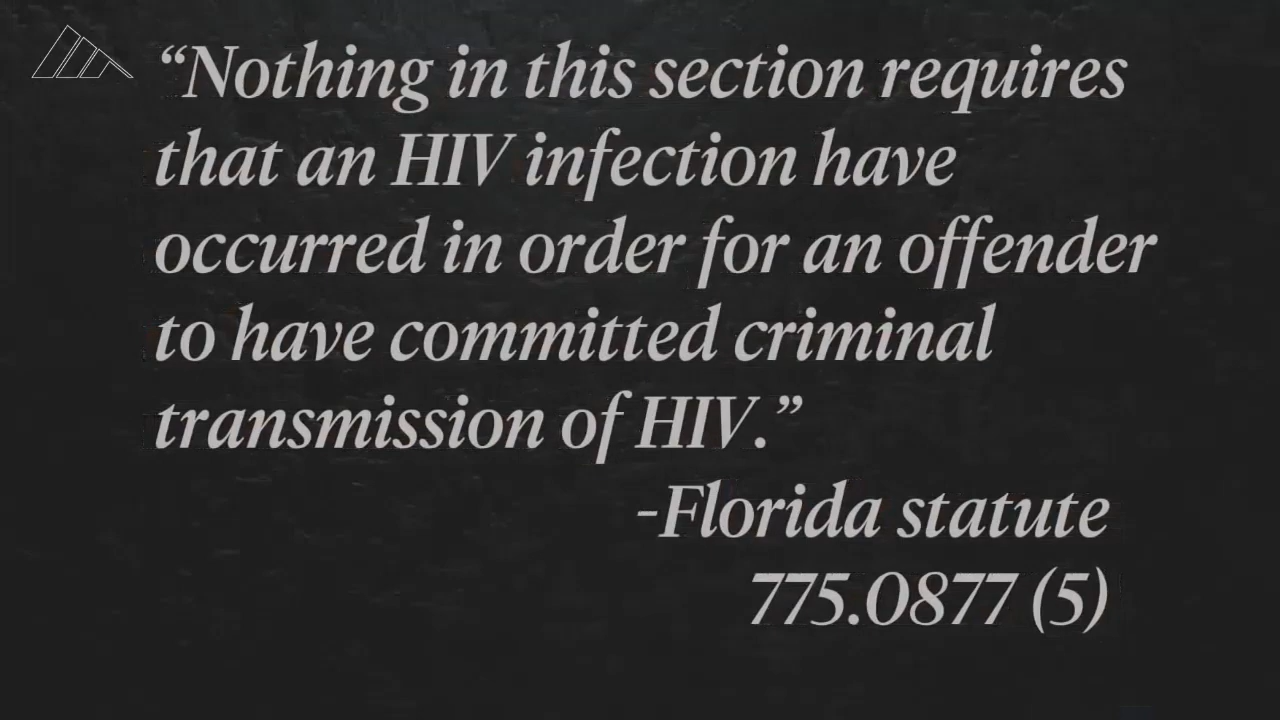 “Nothing in this section requires
that an HIV infection have
occurred in order for an offender
to have committed criminal
transmission of HIV.”
-Florida statute
775.0877 (5)